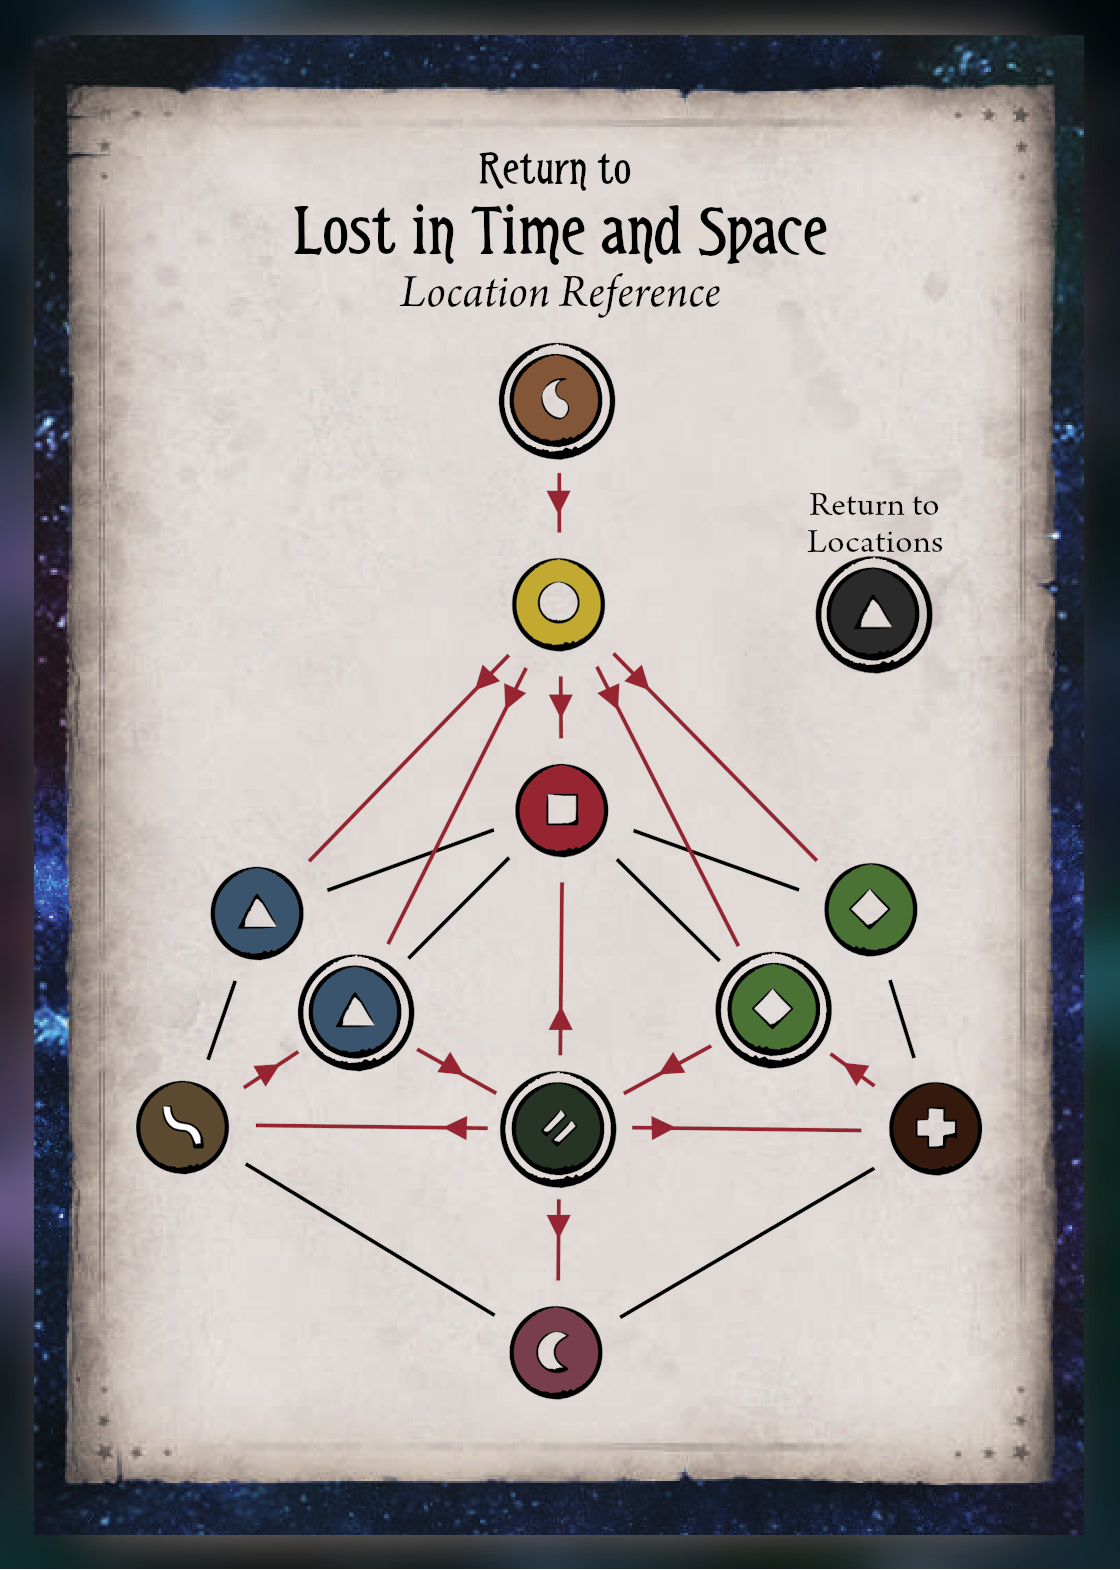 Return to
Lost in Time and Space
Location Reference
Return to
Locations